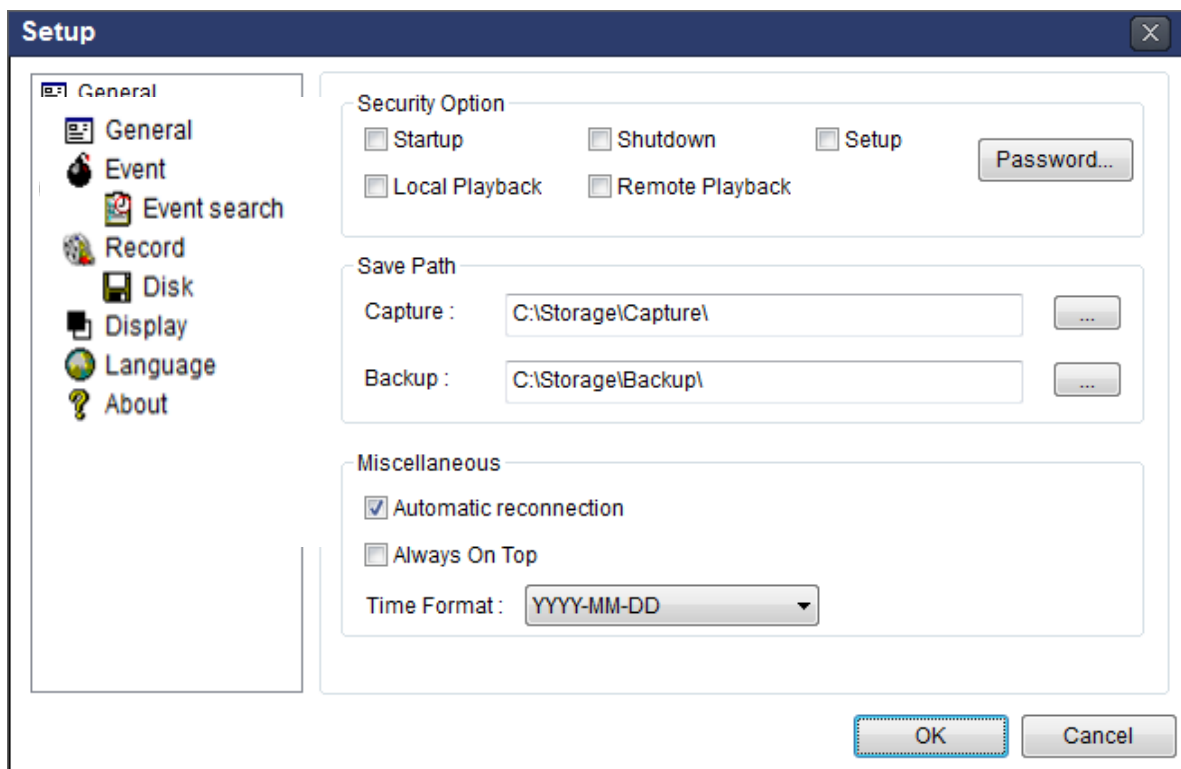 Setup
General
General
Event
Event search
Record
Disk
Display
Language
About
Security Option
Startup Shutdown Setup
Password...
Local Playback Remote Playback
Save Path
Capture : C:\Storage\Capture\ ...
Backup : C:\Storage\Backup\ ...
Miscellaneous
Automatic reconnection
Always On Top
Time Format : YYYY-MM-DD
OK Cancel